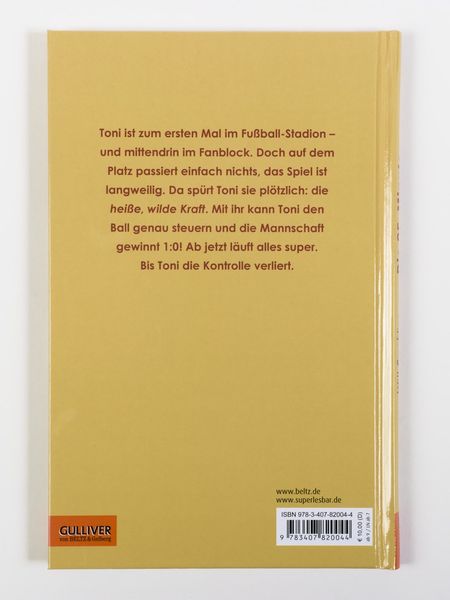 Toni ist zum ersten Mal im Fußball-Stadion –
und mittendrin im Fanblock. Doch auf dem
Platz passiert einfach nichts, das Spiel ist
langweilig. Da spürt Toni sie plötzlich: die
heiße, wilde Kraft. Mit ihr kann Toni den
Ball genau steuern und die Mannschaft
gewinnt 1:0! Ab jetzt läuft alles super.
Bis Toni die Kontrolle verliert.
www.beltz.de
www.superlesbar.de
ISBN 978-3-407-82004-4
9 783407 820044
€ 10,00 (D)
GULLIVER
von BELTZ & Gelberg